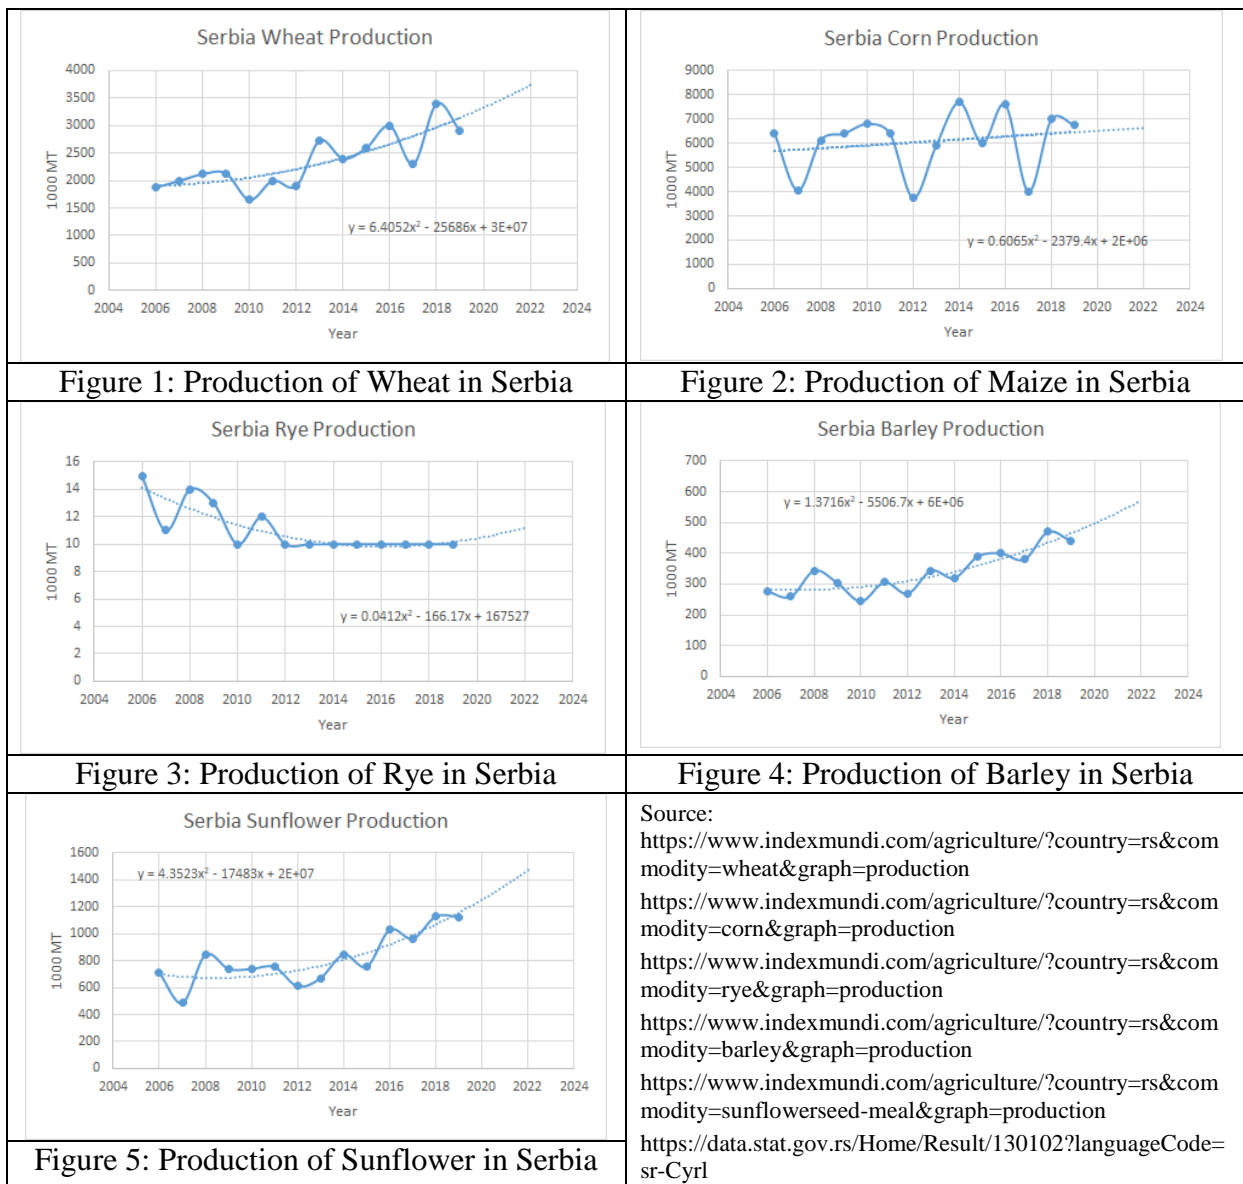 Serbia Wheat Production
4000
3500
3000
2500
2000
1500
1000
500
0
1000 MT
y = 6.4052x² - 25686x + 3E+07
2004 2006 2008 2010 2012 2014 2016 2018 2020 2022 2024
Year
Figure 1: Production of Wheat in Serbia
Serbia Corn Production
9000
8000
7000
6000
5000
4000
3000
2000
1000
0
1000 MT
y = 0.6065x² - 2379.4x + 2E+06
2004 2006 2008 2010 2012 2014 2016 2018 2020 2022 2024
Year
Figure 2: Production of Maize in Serbia
Serbia Rye Production
16
14
12
10
8
6
4
2
0
1000 MT
y = 0.0412x² - 166.17x + 167527
2004 2006 2008 2010 2012 2014 2016 2018 2020 2022 2024
Year
Figure 3: Production of Rye in Serbia
Serbia Barley Production
700
600
500
400
300
200
100
0
1000 MT
y = 1.3716x² - 5506.7x + 6E+06
2004 2006 2008 2010 2012 2014 2016 2018 2020 2022 2024
Year
Figure 4: Production of Barley in Serbia
Serbia Sunflower Production
1600
1400
1200
1000
800
600
400
200
0
1000 MT
y = 4.3523x² - 17483x + 2E+07
2004 2006 2008 2010 2012 2014 2016 2018 2020 2022 2024
Year
Figure 5: Production of Sunflower in Serbia
Source:
https://www.indexmundi.com/agriculture/?country=rs&com
modity=wheat&graph=production
https://www.indexmundi.com/agriculture/?country=rs&com
modity=corn&graph=production
https://www.indexmundi.com/agriculture/?country=rs&com
modity=rye&graph=production
https://www.indexmundi.com/agriculture/?country=rs&com
modity=barley&graph=production
https://www.indexmundi.com/agriculture/?country=rs&com
modity=sunflowerseed-meal&graph=production
https://data.stat.gov.rs/Home/Result/130102?languageCode=
sr-Cyrl